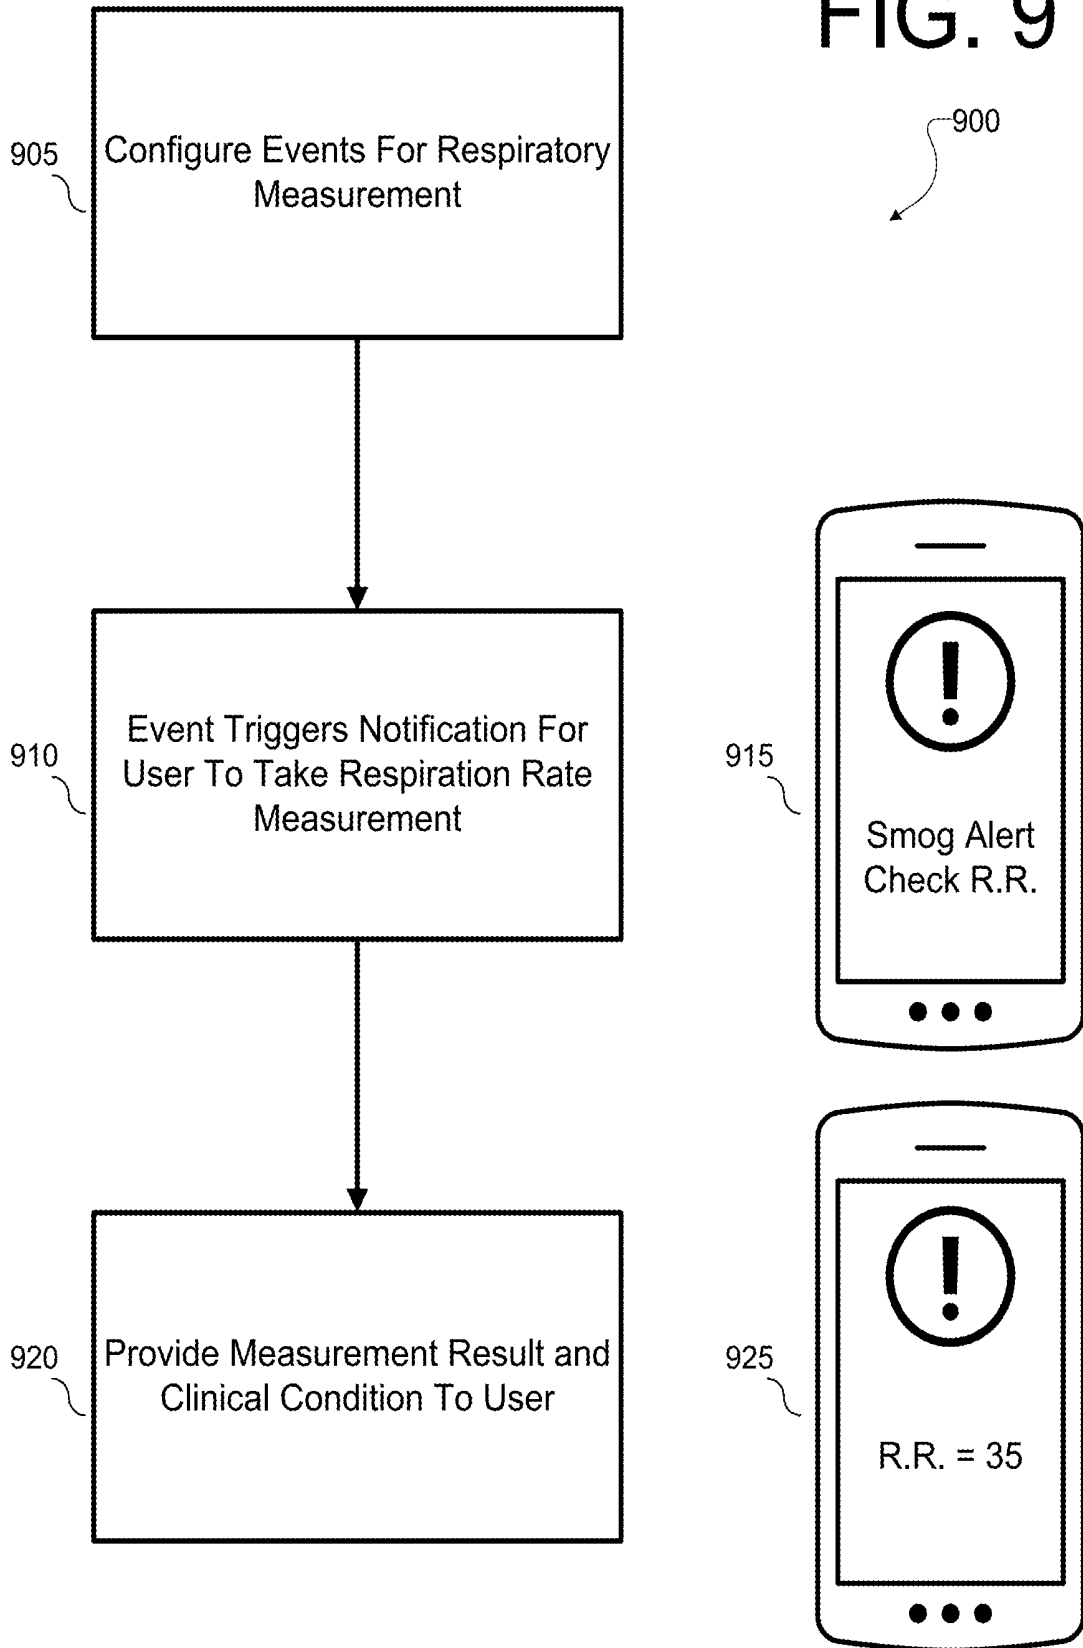 FIG. 9
900
905
Configure Events For Respiratory
Measurement
910
Event Triggers Notification For
User To Take Respiration Rate
Measurement
915
!
Smog Alert
Check R.R.
920
Provide Measurement Result and
Clinical Condition To User
925
!
R.R. = 35